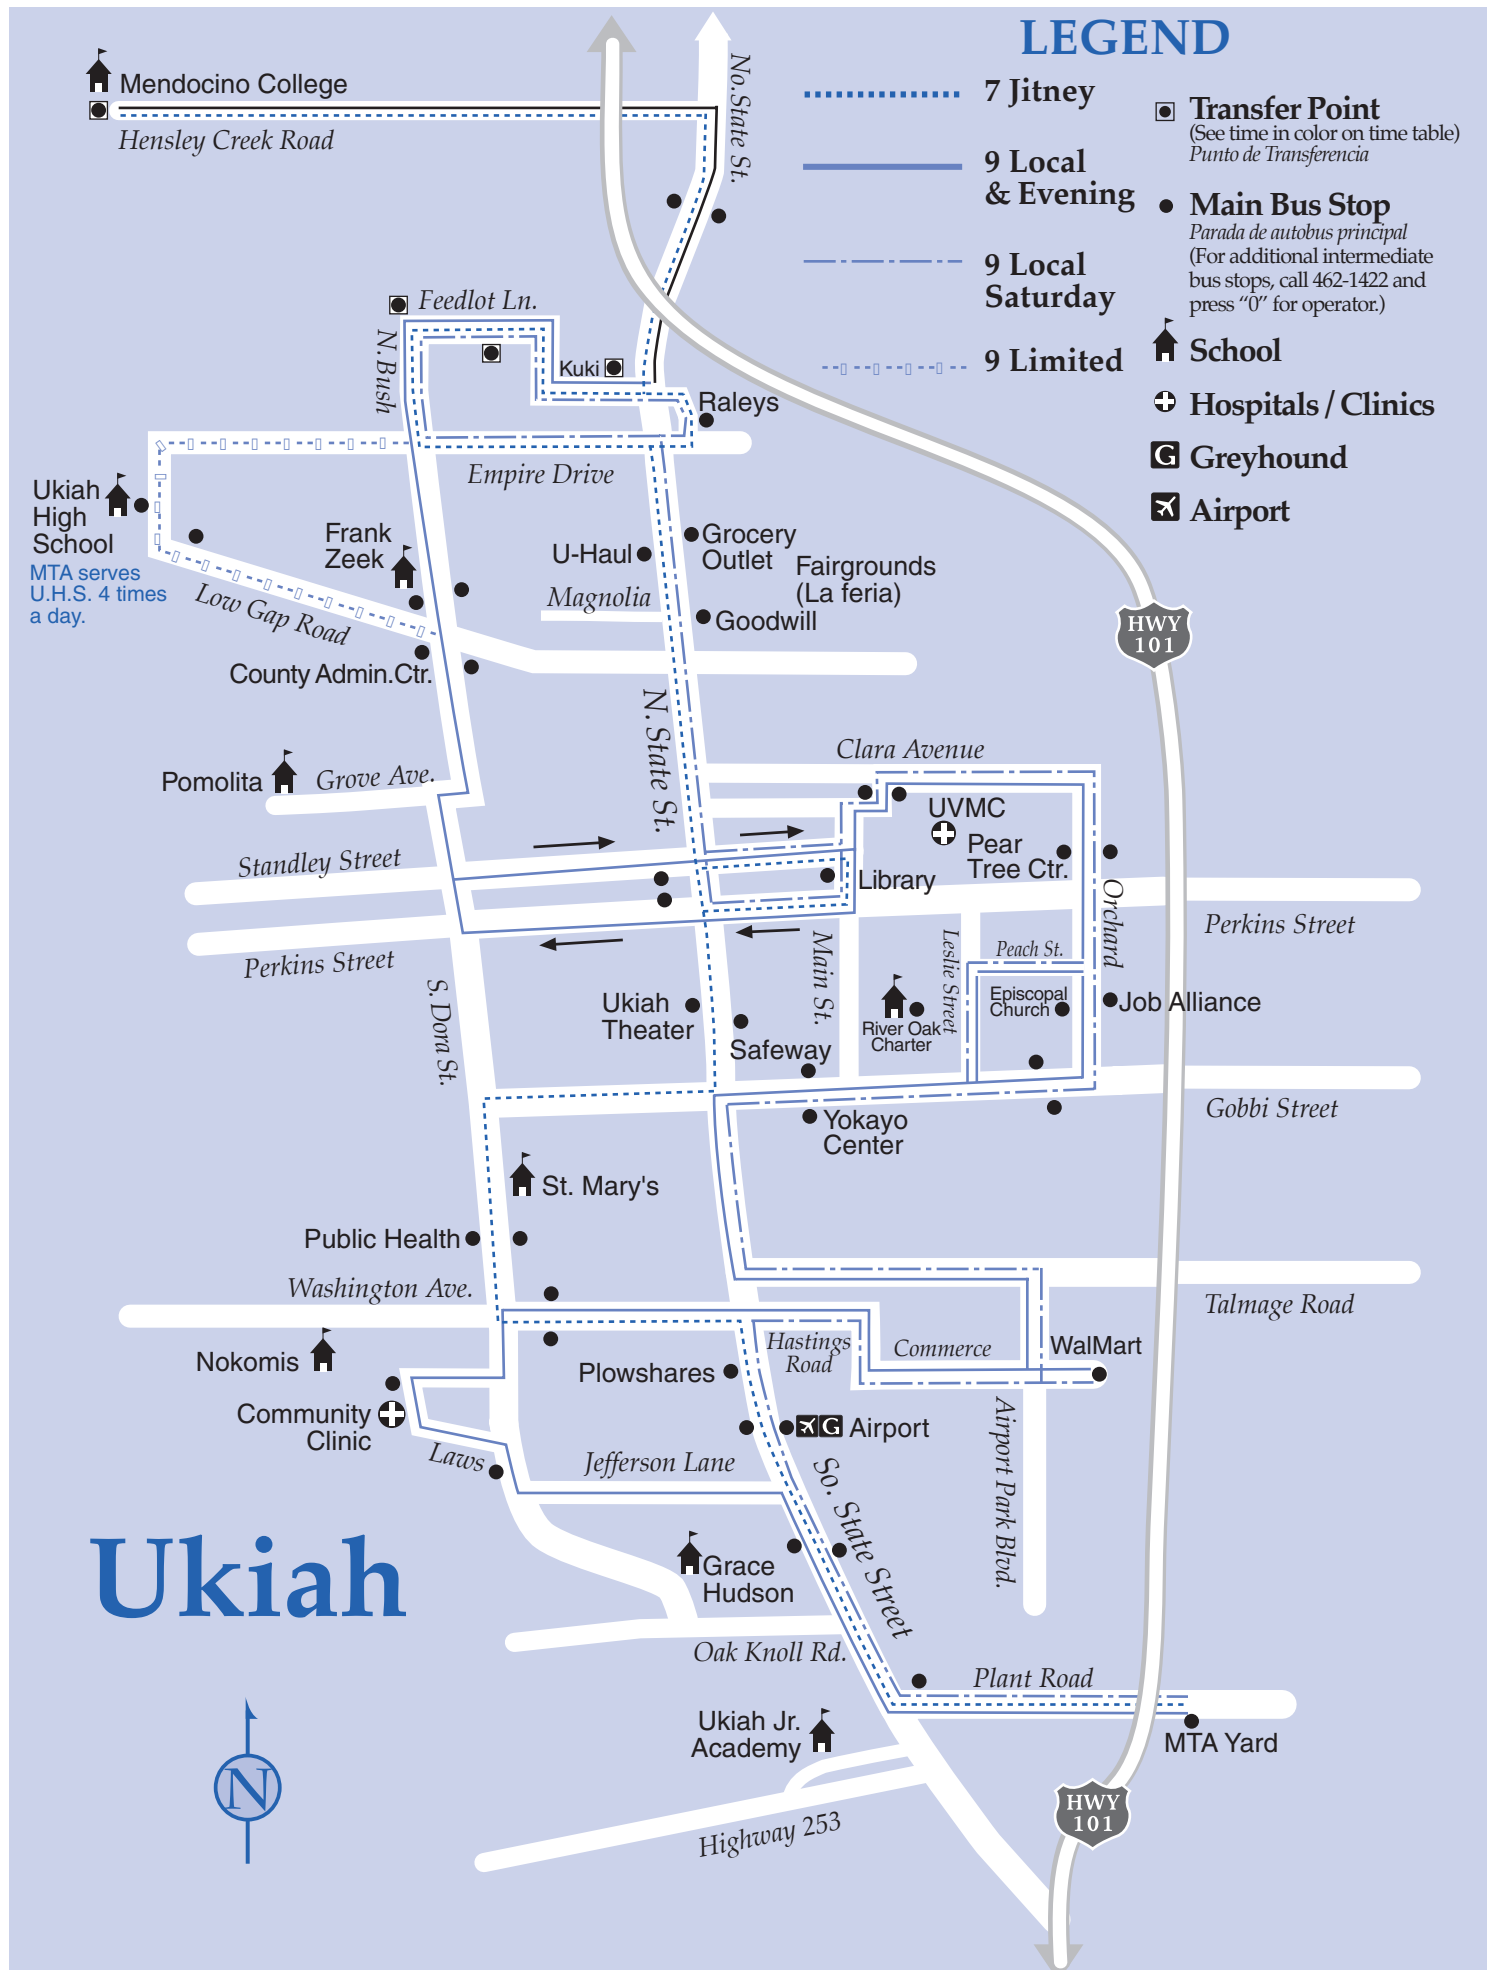 LEGEND
7 Jitney
9 Local
& Evening
9 Local
Saturday
9 Limited
Transfer Point
(See time in color on time table)
Punto de Transferencia
Main Bus Stop
Parada de autobus principal
(For additional intermediate
bus stops, call 462-1422 and
press “0” for operator.)
School
Hospitals / Clinics
G Greyhound
Airport
Mendocino College
Hensley Creek Road
No.State St.
Feedlot Ln.
N. Bush
Kuki
Raleys
Empire Drive
Ukiah
High
School
MTA serves
U.H.S. 4 times
a day.
Frank
Zeek
Low Gap Road
County Admin.Ctr.
U-Haul
Grocery
Outlet
Fairgrounds
(La feria)
Magnolia
Goodwill
HWY
101
N. State St.
Pomolita
Grove Ave.
Clara Avenue
UVMC
Pear
Tree Ctr.
Standley Street
Library
Orchard
Perkins Street
Perkins Street
S. Dora St.
Main St.
Leslie Street
Peach St.
Episcopal
Church
Job Alliance
Ukiah
Theater
River Oak
Charter
Safeway
Yokayo
Center
Gobbi Street
St. Mary's
Public Health
Washington Ave.
Talmage Road
Nokomis
Hastings
Road
Commerce
WalMart
Plowshares
Community
Clinic
G Airport
Laws
Jefferson Lane
So. State Street
Airport Park Blvd.
Ukiah
Grace
Hudson
Oak Knoll Rd.
Plant Road
Ukiah Jr.
Academy
MTA Yard
N
Highway 253
HWY
101